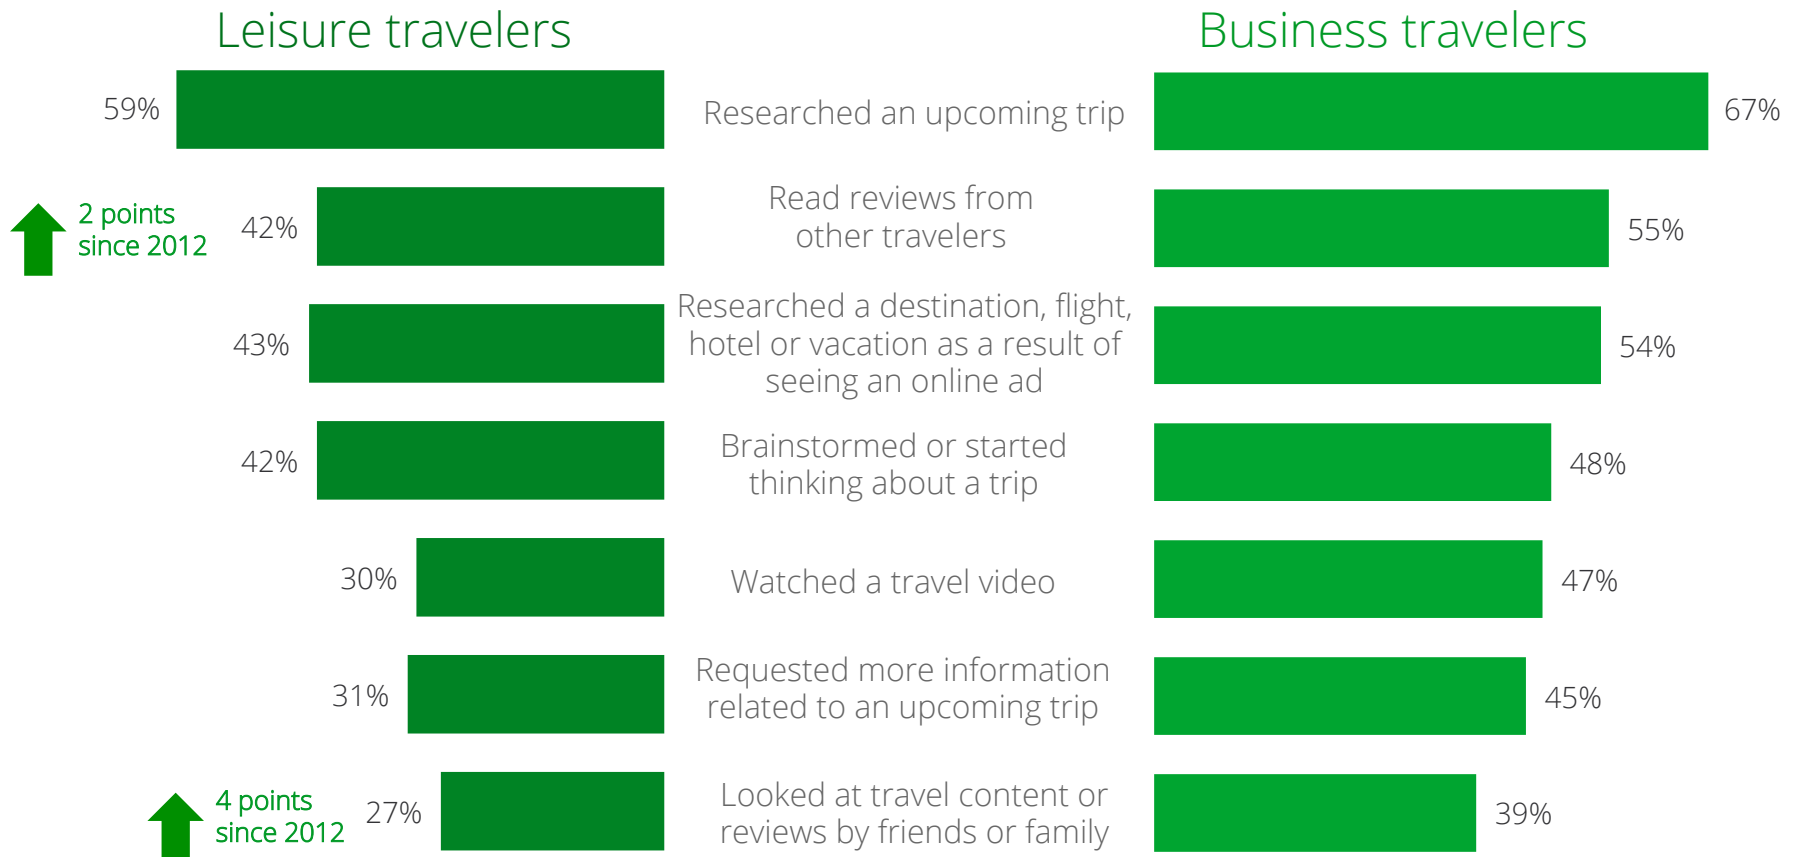 Leisure travelers
Business travelers
59%
Researched an upcoming trip
67%
2 points
since 2012
42%
Read reviews from
other travelers
55%
43%
Researched a destination, flight,
hotel or vacation as a result of
seeing an online ad
54%
42%
Brainstormed or started
thinking about a trip
48%
30%
Watched a travel video
47%
31%
Requested more information
related to an upcoming trip
45%
4 points
since 2012
27%
Looked at travel content or
reviews by friends or family
39%